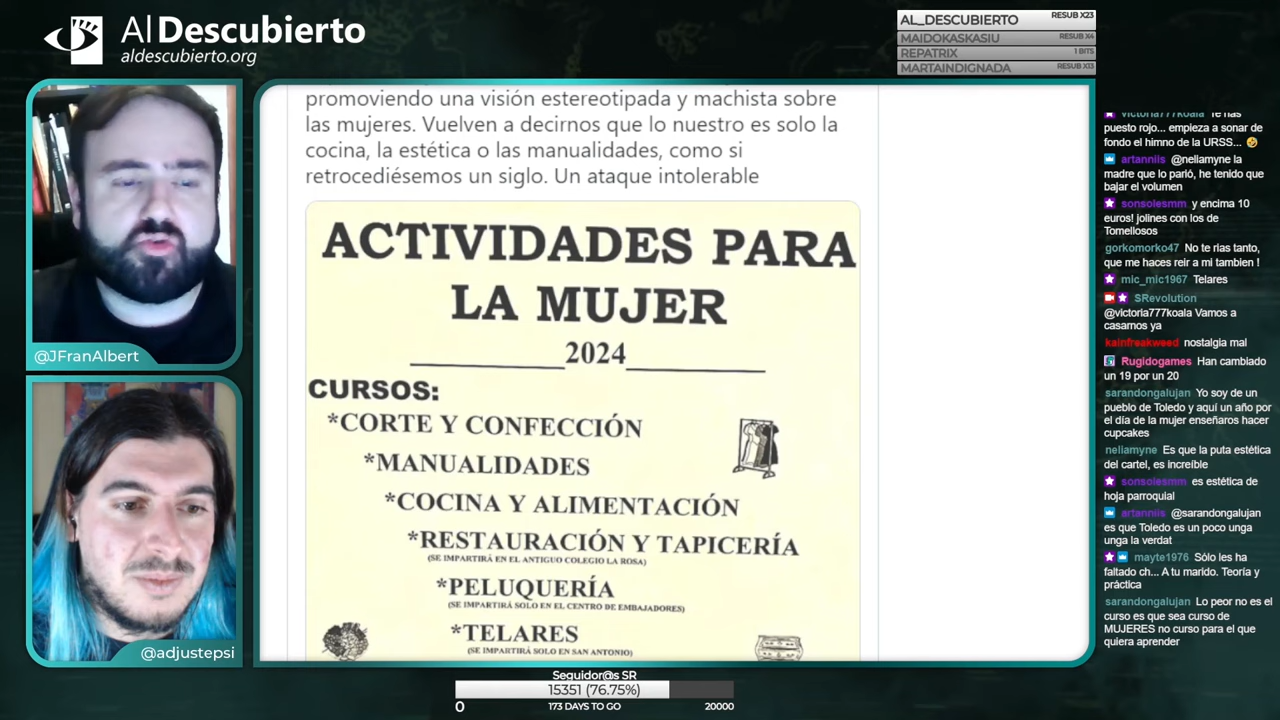 Al Descubierto
aldescubierto.org
AL_DESCUBIERTO RESUB X23
MAIDOKASKASIU RESUB X4
REPATRIX 1 BITS
MARTAINDIGNADA RESUB X13
@JFranAlbert
@adjustepsi
promoviendo una visión estereotipada y machista sobre
las mujeres. Vuelven a decirnos que lo nuestro es solo la
cocina, la estética o las manualidades, como si
retrocediésemos un siglo. Un ataque intolerable
ACTIVIDADES PARA
LA MUJER
2024
CURSOS:
*CORTE Y CONFECCIÓN
*MANUALIDADES
*COCINA Y ALIMENTACIÓN
*RESTAURACIÓN Y TAPICERÍA
(SE IMPARTIRÁ EN EL ANTIGUO COLEGIO LA ROSA)
*PELUQUERÍA
(SE IMPARTIRÁ SOLO EN EL CENTRO DE EMBAJADORES)
*TELARES
(SE IMPARTIRÁ SOLO EN SAN ANTONIO)
victoria777koala Te has
puesto rojo... empieza a sonar de
fondo el himno de la URSS... 🤣
artanniis @neliamyne la
madre que lo parió, he tenido que
bajar el volumen
sonsolesmm y encima 10
euros! jolines con los de
Tomellosos
gorkomorko47 No te rias tanto,
que me haces reir a mi tambien !
mic_mic1967 Telares
SRevolution
@victoria777koala Vamos a
casarnos ya
kainfreakweed nostalgia mal
Rugidogames Han cambiado
un 19 por un 20
sarandongalujan Yo soy de un
pueblo de Toledo y aquí un año por
el día de la mujer enseñaros hacer
cupcakes
neliamyne Es que la puta estética
del cartel, es increíble
sonsolesmm es estética de
hoja parroquial
artanniis @sarandongalujan
es que Toledo es un poco unga
unga la verdat
mayte1976 Sólo les ha
faltado ch... A tu marido. Teoría y
práctica
sarandongalujan Lo peor no es el
curso es que sea curso de
MUJERES no curso para el que
quiera aprender
Seguidor@s SR
15351 (76.75%)
0 173 DAYS TO GO 20000